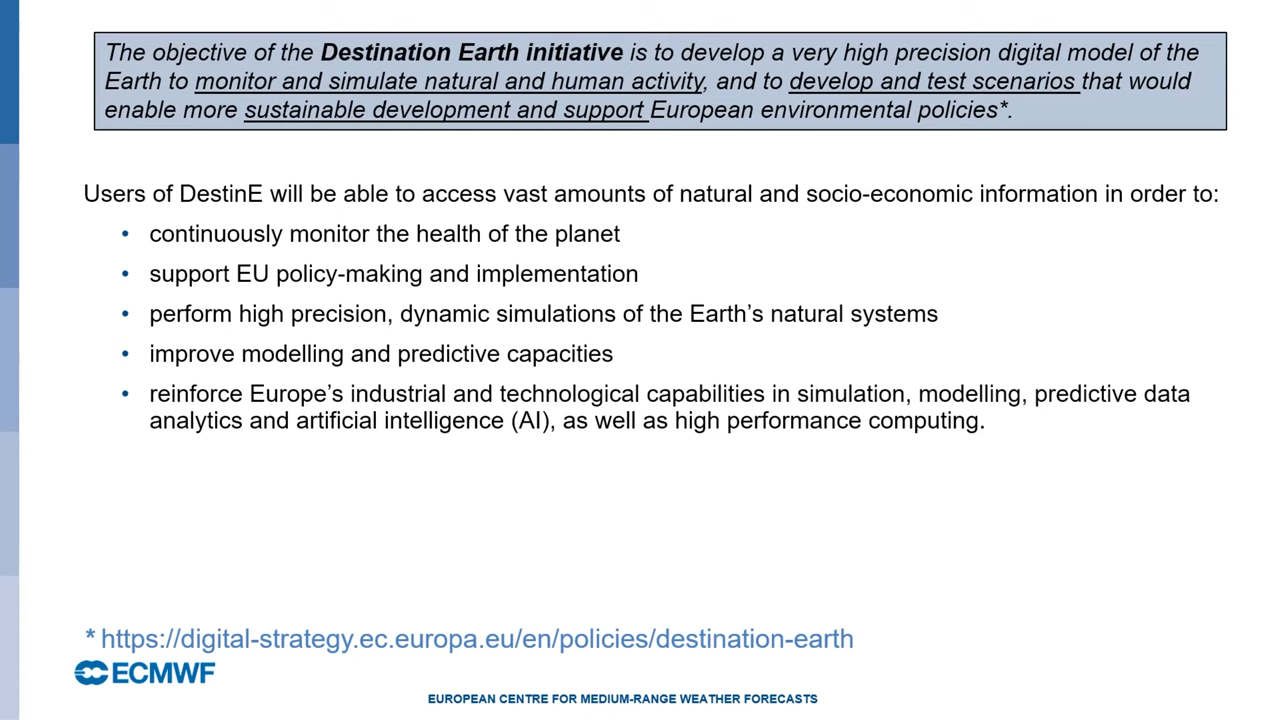 The objective of the Destination Earth initiative is to develop a very high precision digital model of the
Earth to monitor and simulate natural and human activity, and to develop and test scenarios that would
enable more sustainable development and support European environmental policies*.
Users of DestinE will be able to access vast amounts of natural and socio-economic information in order to:
• continuously monitor the health of the planet
• support EU policy-making and implementation
• perform high precision, dynamic simulations of the Earth’s natural systems
• improve modelling and predictive capacities
• reinforce Europe’s industrial and technological capabilities in simulation, modelling, predictive data
analytics and artificial intelligence (AI), as well as high performance computing.
* https://digital-strategy.ec.europa.eu/en/policies/destination-earth
ECMWF
EUROPEAN CENTRE FOR MEDIUM-RANGE WEATHER FORECASTS